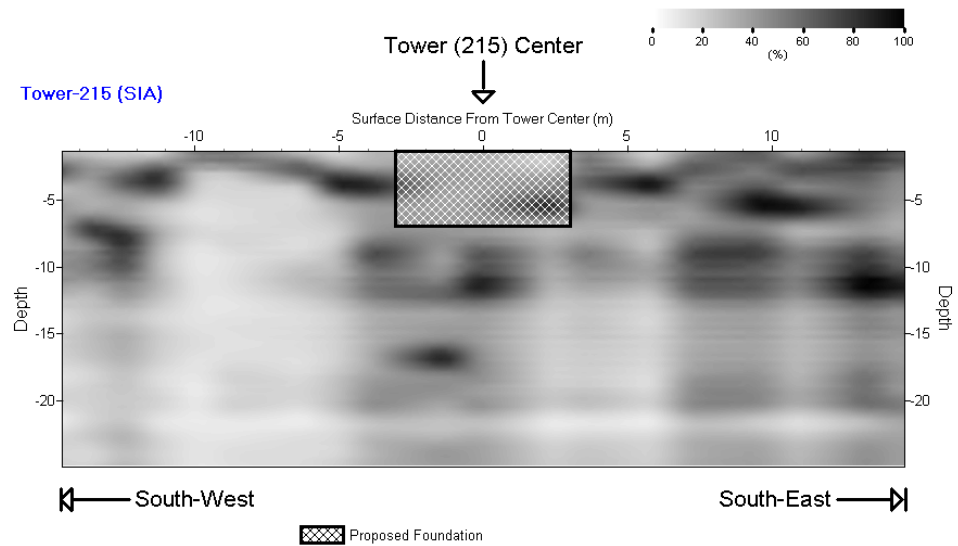 0 20 40 60 80 100
(%)
Tower (215) Center
Tower-215 (SIA)
Surface Distance From Tower Center (m)
-10 -5 0 5 10
-5 -5
-10 -10
Depth Depth
-15 -15
-20 -20
South-West South-East
Proposed Foundation